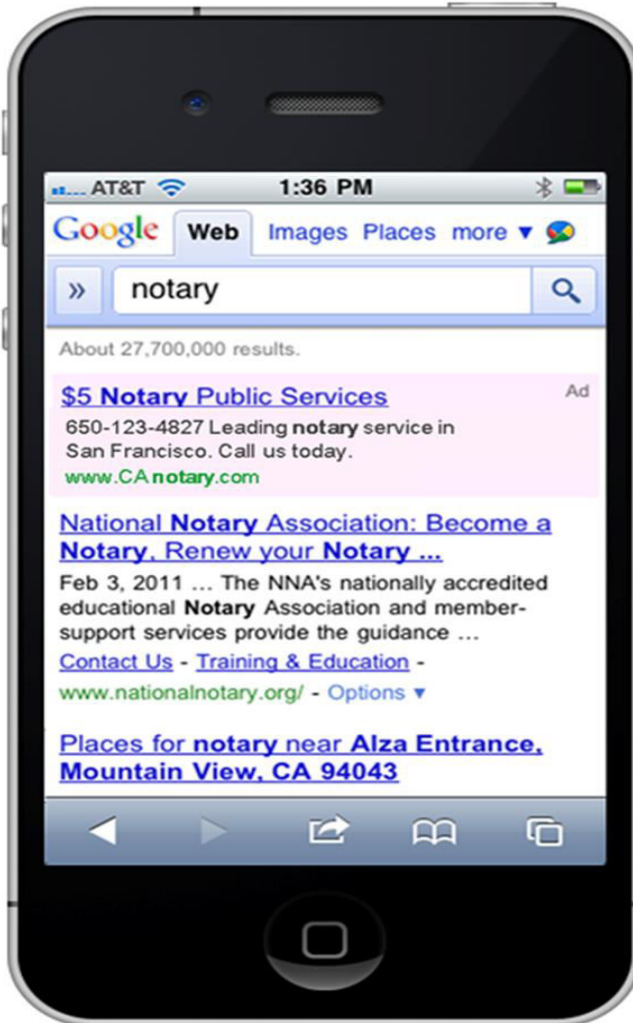 AT&T 1:36 PM
Google Web Images Places more ▼
» notary
About 27,700,000 results.
$5 Notary Public Services Ad
650-123-4827 Leading notary service in
San Francisco. Call us today.
www.CAnotary.com
National Notary Association: Become a
Notary, Renew your Notary ...
Feb 3, 2011 ... The NNA's nationally accredited
educational Notary Association and member-
support services provide the guidance ...
Contact Us - Training & Education -
www.nationalnotary.org/ - Options ▼
Places for notary near Alza Entrance,
Mountain View, CA 94043